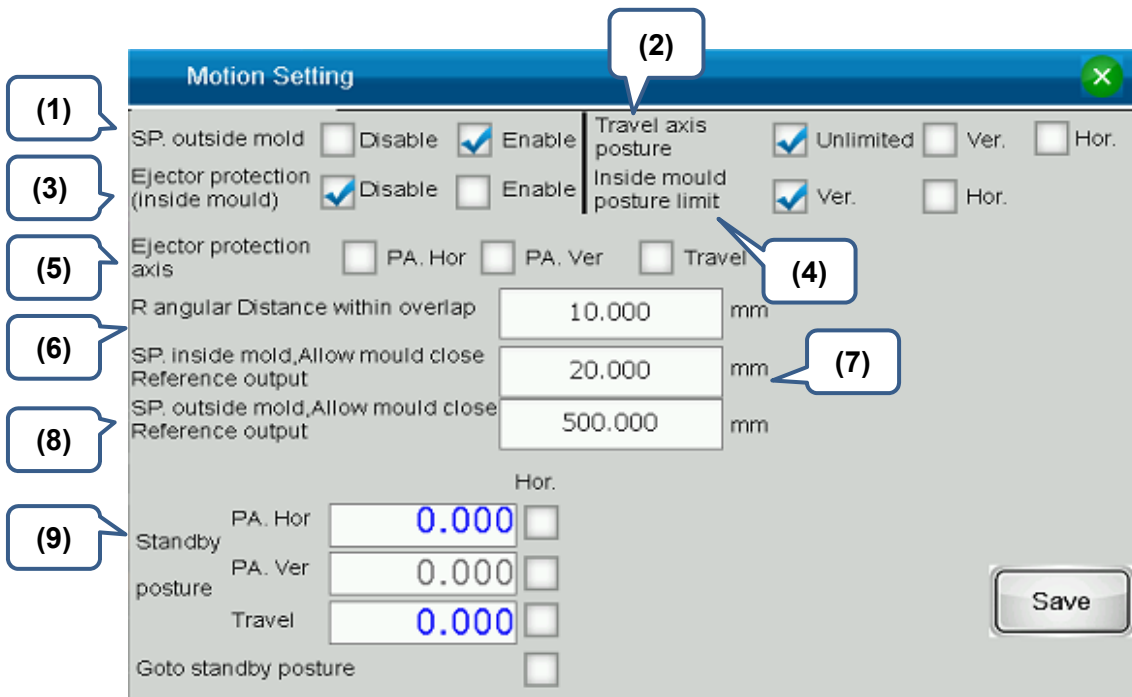 (2)
Motion Setting
(1)
SP. outside mold Disable Enable
Travel axis
posture
Unlimited Ver. Hor.
(3)
Ejector protection
(inside mould)
Disable Enable
Inside mould
posture limit
Ver. Hor.
(4)
(5)
Ejector protection
axis
PA. Hor PA. Ver Travel
(6)
R angular Distance within overlap 10.000 mm
SP. inside mold,Allow mould close
Reference output
20.000 mm
(7)
(8)
SP. outside mold,Allow mould close
Reference output
500.000 mm
Hor.
(9)
Standby
posture
PA. Hor 0.000
PA. Ver 0.000
Travel 0.000
Save
Goto standby posture